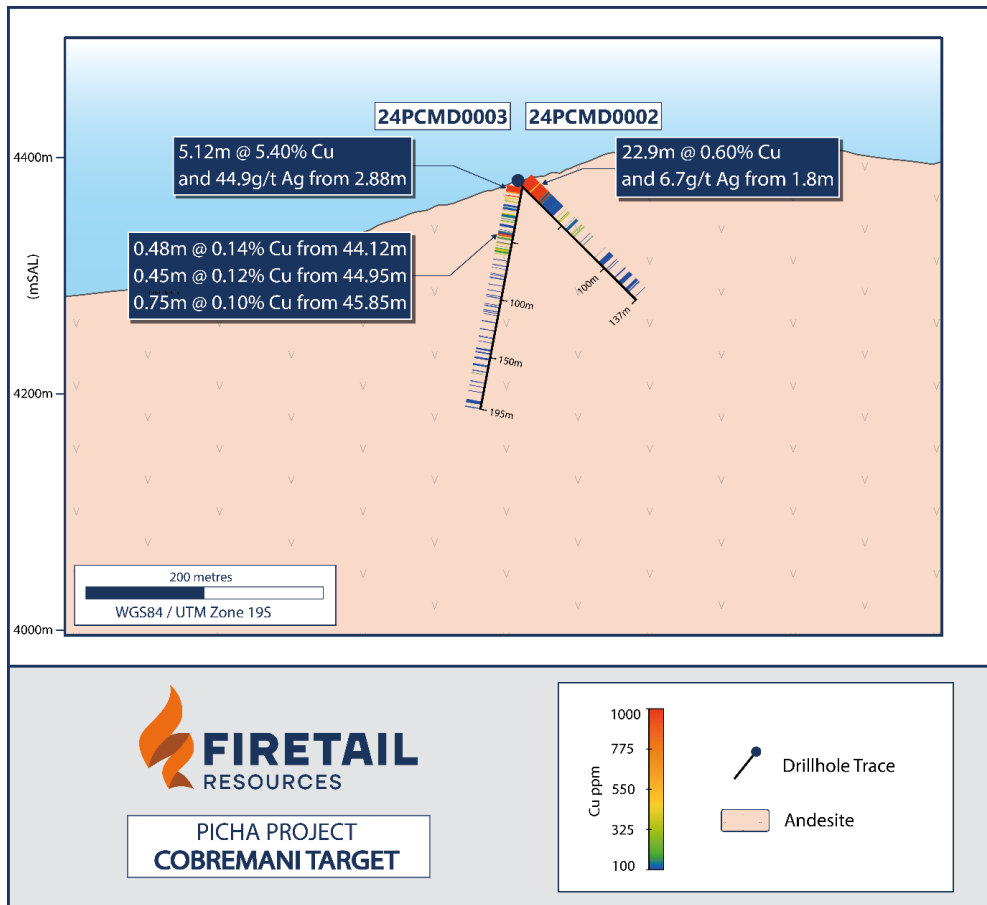 24PCMD0003
24PCMD0002
5.12m @ 5.40% Cu
and 44.9g/t Ag from 2.88m
22.9m @ 0.60% Cu
and 6.7g/t Ag from 1.8m
0.48m @ 0.14% Cu from 44.12m
0.45m @ 0.12% Cu from 44.95m
0.75m @ 0.10% Cu from 45.85m
4400m
(mSAL)
4200m
4000m
100m
150m
195m
100m
137m
200 metres
WGS84 / UTM Zone 19S
FIRETAIL
RESOURCES
PICHA PROJECT
COBREMANI TARGET
Cu ppm
1000
775
550
325
100
Drillhole Trace
Andesite